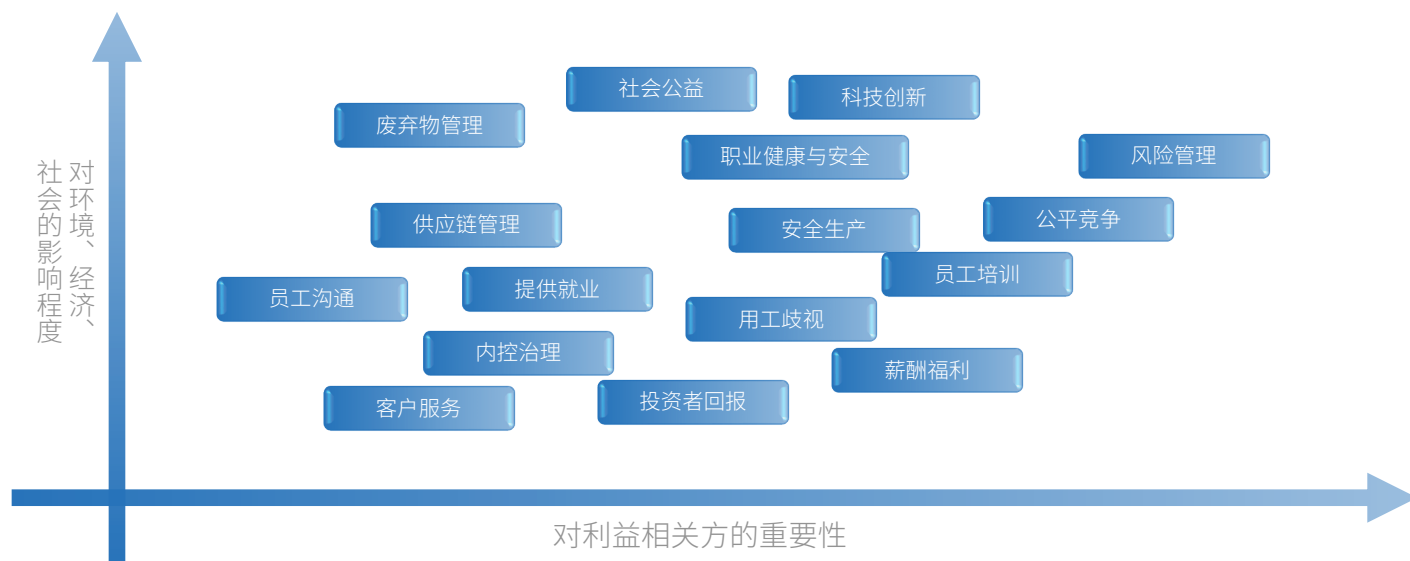 社会公益
科技创新
废弃物管理
职业健康与安全
风险管理
对环境、经济、
社会的影响程度
供应链管理
安全生产
公平竞争
员工沟通
提供就业
员工培训
用工歧视
内控治理
薪酬福利
客户服务
投资者回报
对利益相关方的重要性